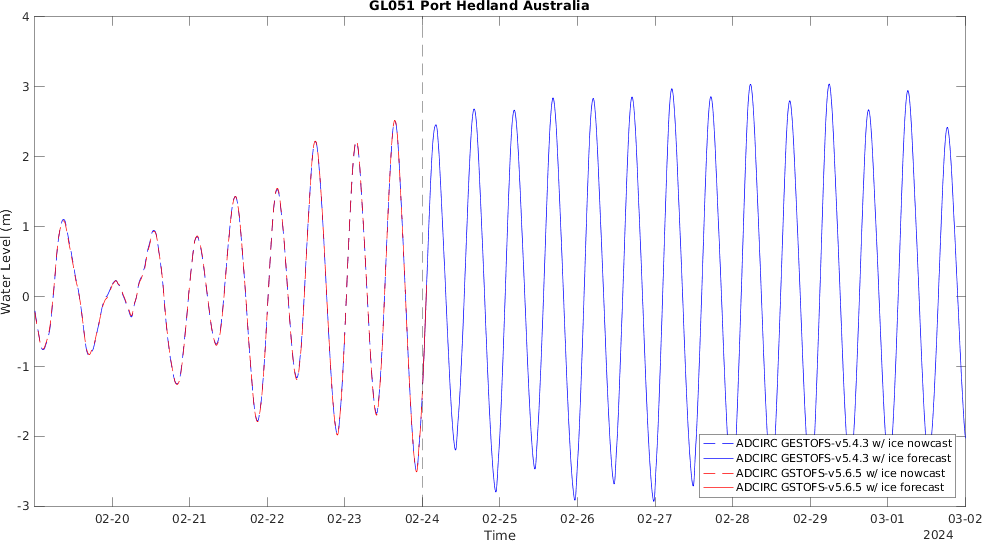 GL051 Port Hedland Australia
Water Level (m)
4
3
2
1
0
-1
-2
-3
ADCIRC GESTOFS-v5.4.3 w/ ice nowcast
ADCIRC GESTOFS-v5.4.3 w/ ice forecast
ADCIRC GSTOFS-v5.6.5 w/ ice nowcast
ADCIRC GSTOFS-v5.6.5 w/ ice forecast
02-20 02-21 02-22 02-23 02-24 02-25 02-26 02-27 02-28 02-29 03-01 03-02
Time
2024